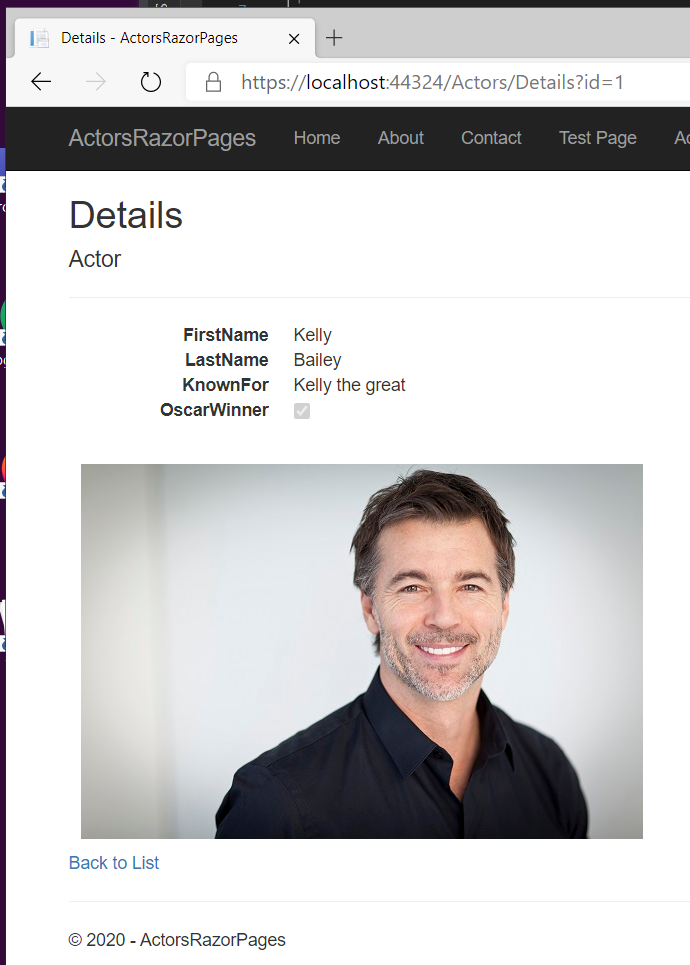 Details - ActorsRazorPages
https://localhost:44324/Actors/Details?id=1
ActorsRazorPages Home About Contact Test Page
Details
Actor
FirstName Kelly
LastName Bailey
KnownFor Kelly the great
OscarWinner
Back to List
© 2020 - ActorsRazorPages